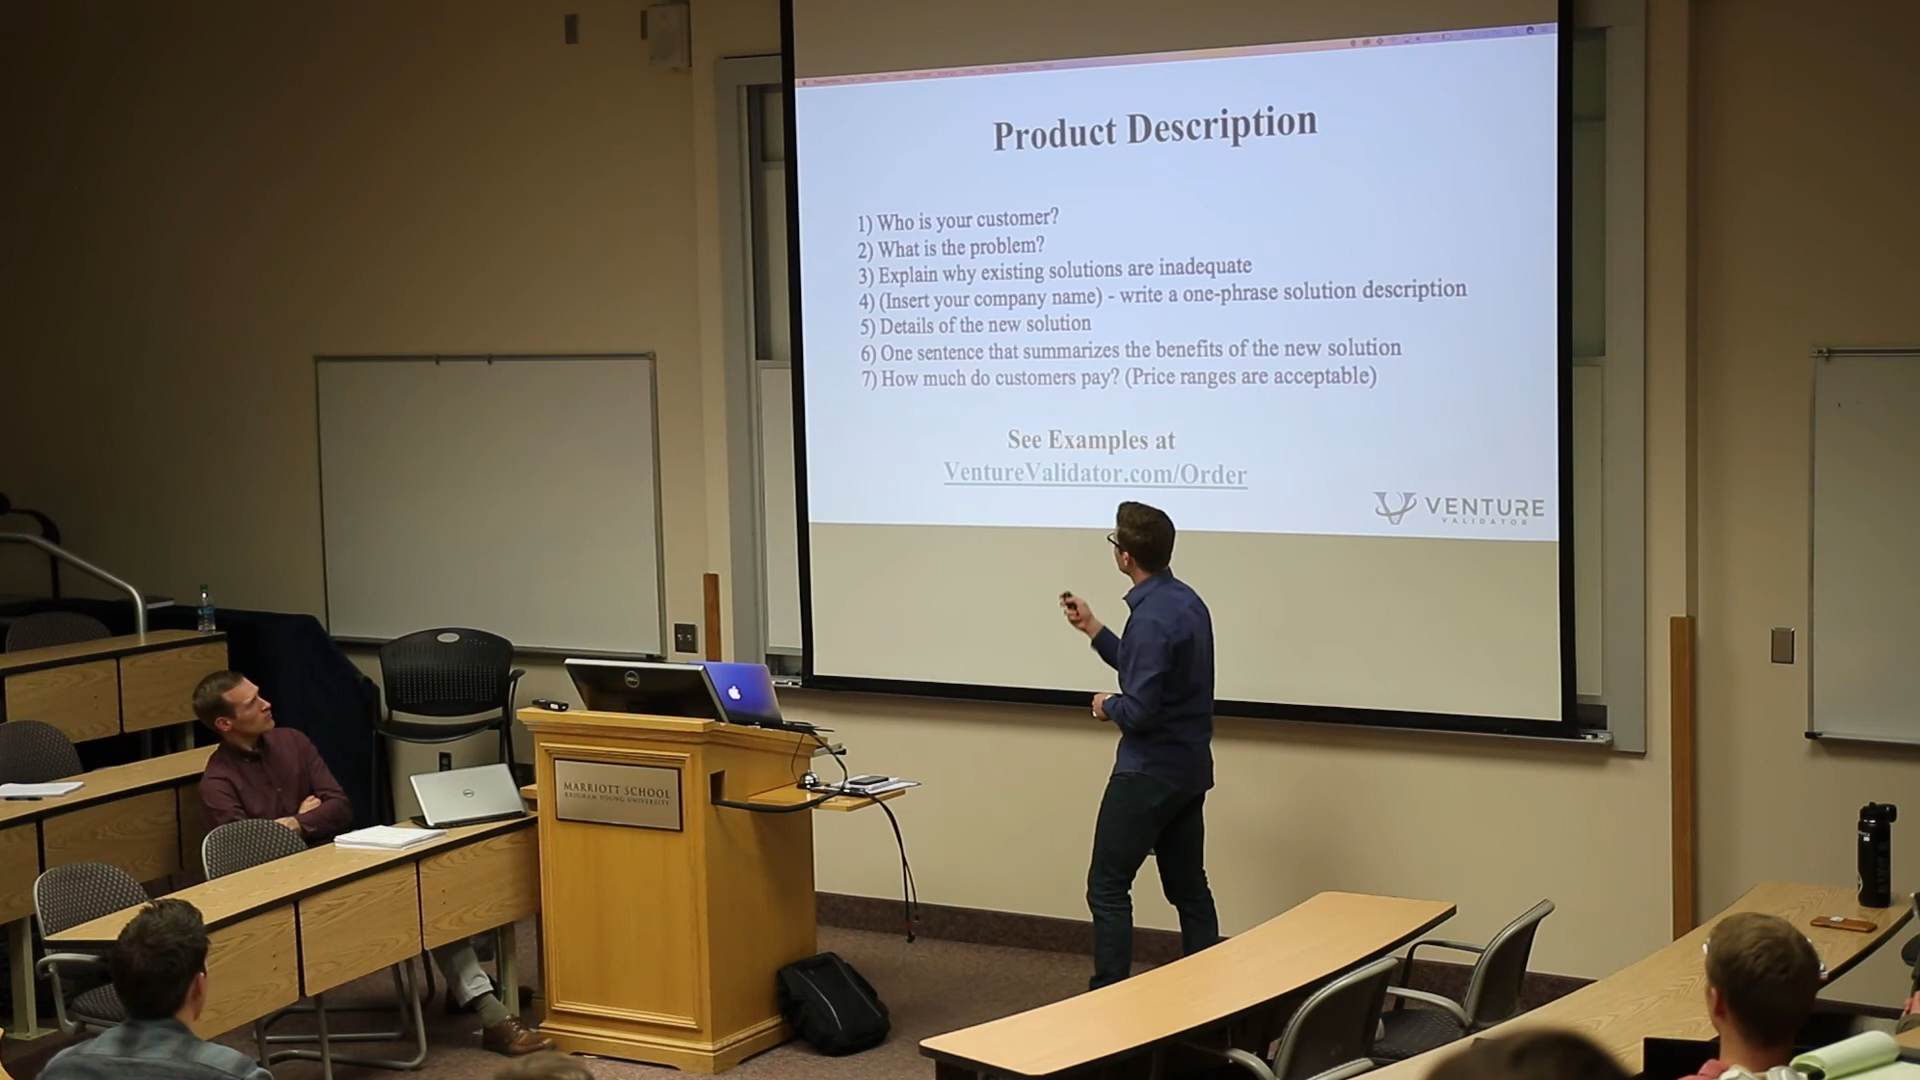 Product Description
1) Who is your customer?
2) What is the problem?
3) Explain why existing solutions are inadequate
4) (Insert your company name) - write a one-phrase solution description
5) Details of the new solution
6) One sentence that summarizes the benefits of the new solution
7) How much do customers pay? (Price ranges are acceptable)
See Examples at
VentureValidator.com/Order
VENTURE
VALIDATOR
DELL
MARRIOTT SCHOOL
BRIGHAM YOUNG UNIVERSITY
DELL